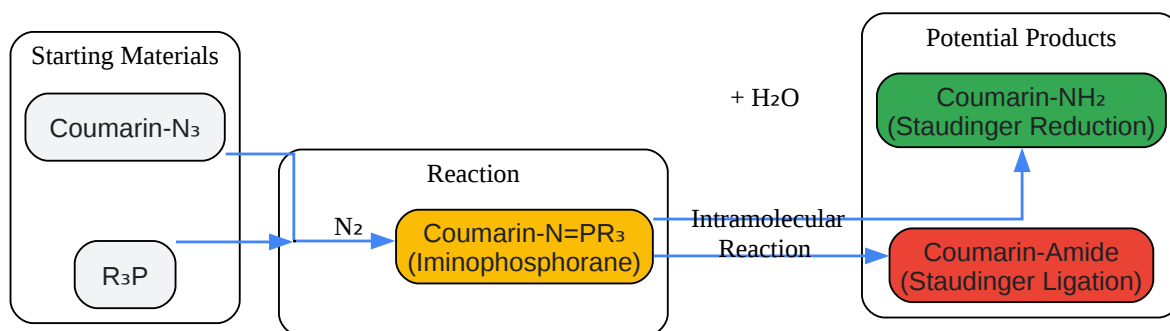 Starting Materials
Coumarin-N₃
R₃P
Reaction
N₂
Coumarin-N=PR₃
(Iminophosphorane)
+ H₂O
Intramolecular
Reaction
Potential Products
Coumarin-NH₂
(Staudinger Reduction)
Coumarin-Amide
(Staudinger Ligation)